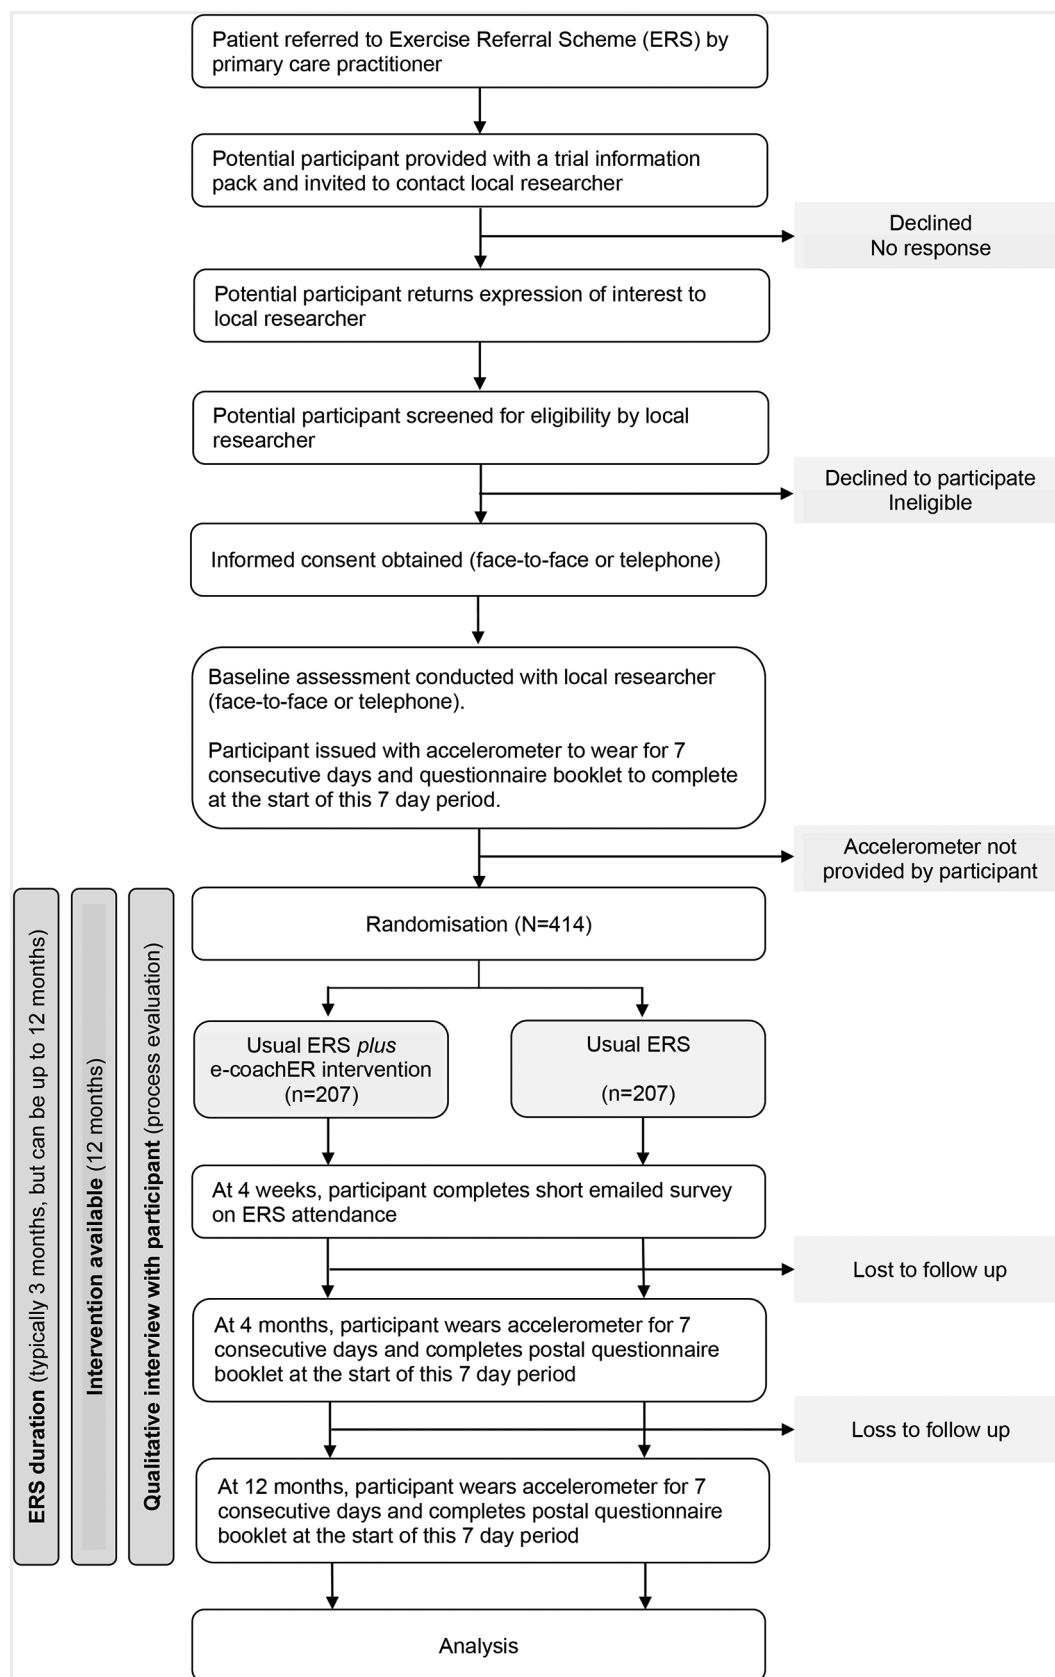 Patient referred to Exercise Referral Scheme (ERS) by
primary care practitioner
Potential participant provided with a trial information
pack and invited to contact local researcher
Declined
No response
Potential participant returns expression of interest to
local researcher
Potential participant screened for eligibility by local
researcher
Declined to participate
Ineligible
Informed consent obtained (face-to-face or telephone)
Baseline assessment conducted with local researcher
(face-to-face or telephone).
Participant issued with accelerometer to wear for 7
consecutive days and questionnaire booklet to complete
at the start of this 7 day period.
Accelerometer not
provided by participant
ERS duration (typically 3 months, but can be up to 12 months)
Intervention available (12 months)
Qualitative interview with participant (process evaluation)
Randomisation (N=414)
Usual ERS plus
e-coachER intervention
(n=207)
Usual ERS
(n=207)
At 4 weeks, participant completes short emailed survey
on ERS attendance
Lost to follow up
At 4 months, participant wears accelerometer for 7
consecutive days and completes postal questionnaire
booklet at the start of this 7 day period
Loss to follow up
At 12 months, participant wears accelerometer for 7
consecutive days and completes postal questionnaire
booklet at the start of this 7 day period
Analysis